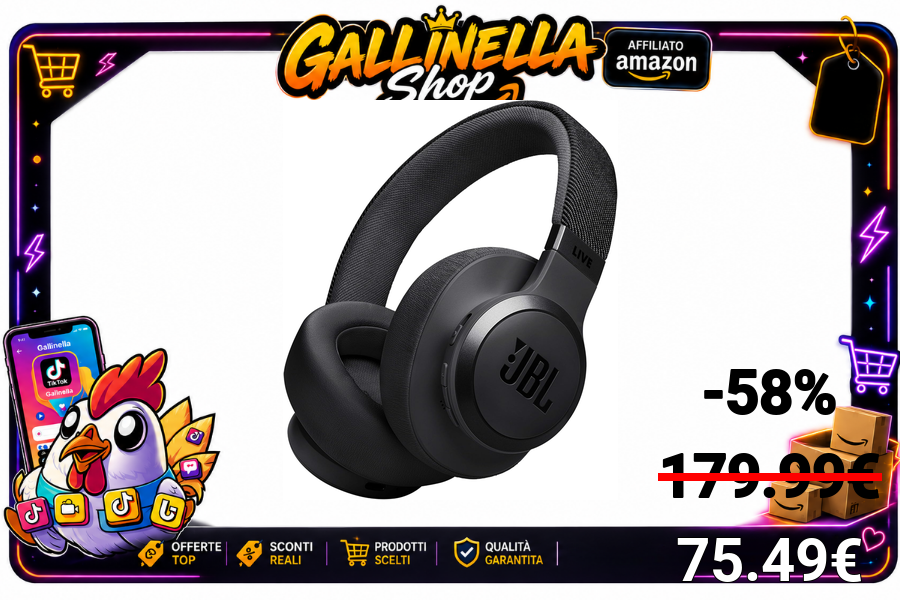 GALLINELLA
Shop
AFFILIATO
amazon
LIVE
JBL
Gallinella
TikTok
Gallinella
-58%
179.99€
75.49€
OFFERTE
TOP
SCONTI
REALI
PRODOTTI
SCELTI
QUALITÀ
GARANTITA